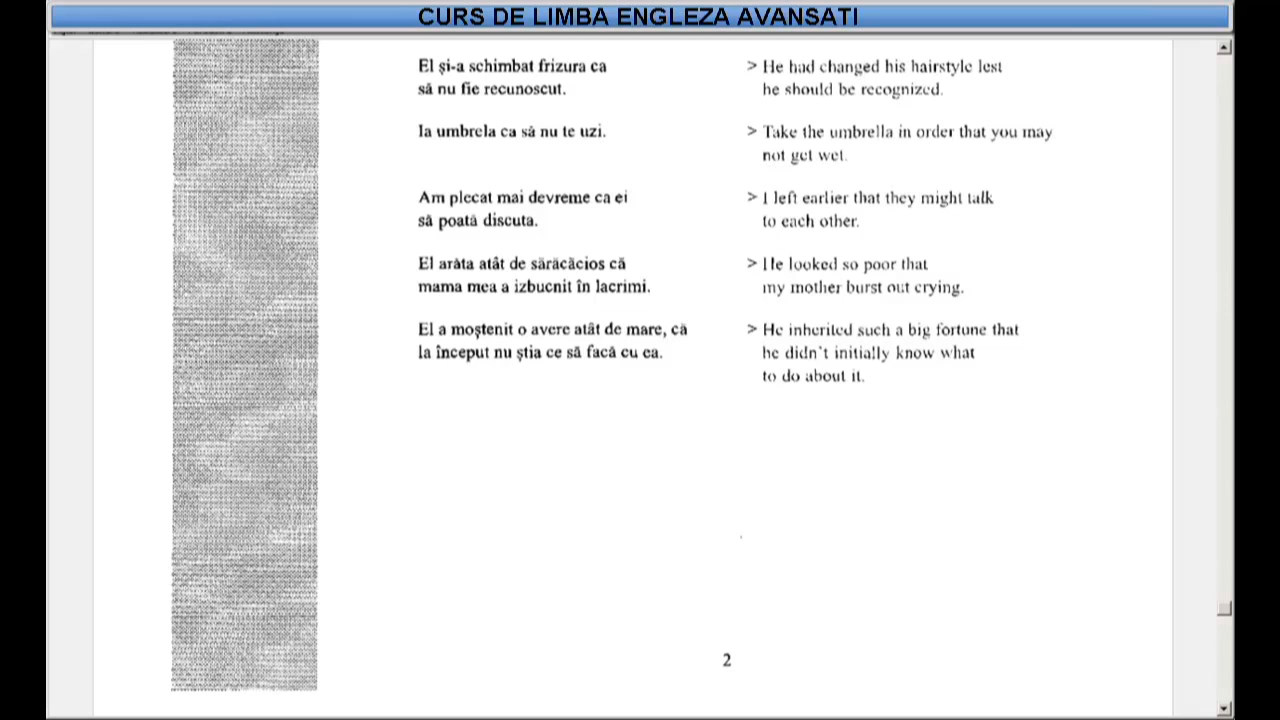 CURS DE LIMBA ENGLEZA AVANSATI
El și-a schimbat frizura ca
să nu fie recunoscut.
> He had changed his hairstyle lest
he should be recognized.
Ia umbrela ca să nu te uzi.
> Take the umbrella in order that you may
not get wet.
Am plecat mai devreme ca ei
să poată discuta.
> I left earlier that they might talk
to each other.
El arăta atât de sărăcăcios că
mama mea a izbucnit în lacrimi.
> He looked so poor that
my mother burst out crying.
El a moștenit o avere atât de mare, că
la început nu știa ce să facă cu ea.
> He inherited such a big fortune that
he didn't initially know what
to do about it.
2